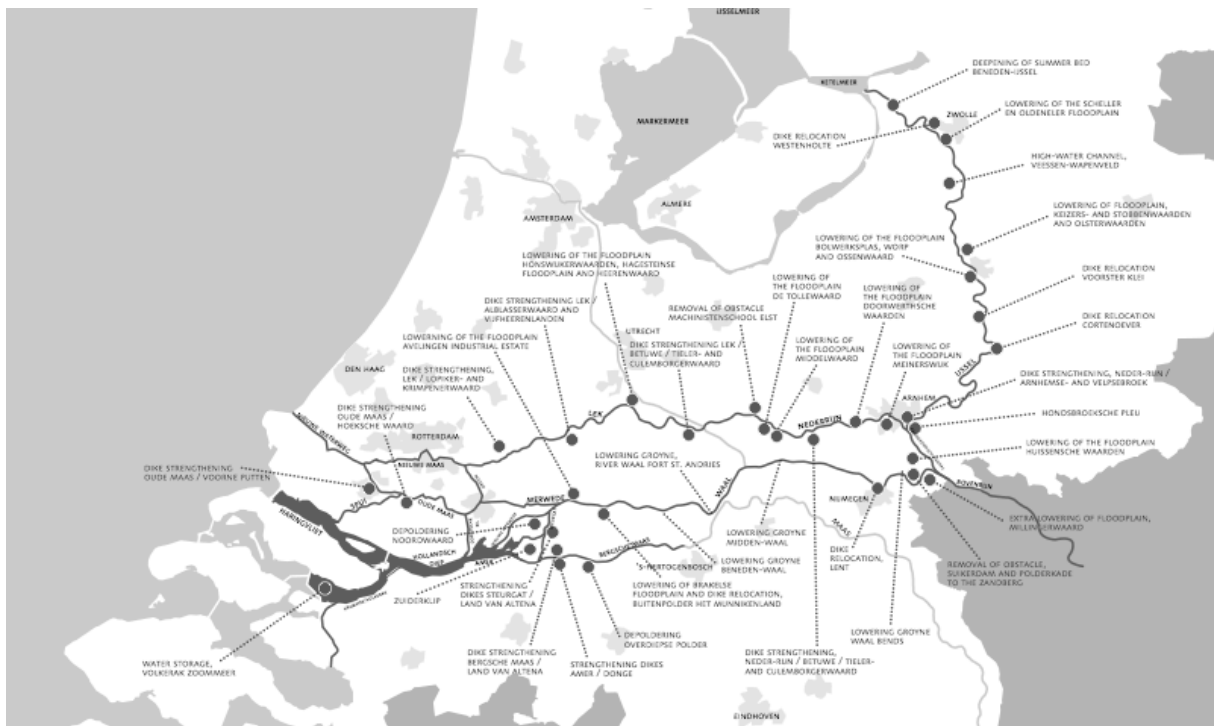 IJSSELMEER
KETELMEER
MARKERMEER
DEEPENING OF SUMMER BED
BENEDEN-IJSSEL
ZWOLLE
LOWERING OF THE SCHELLER
EN OLDENELER FLOODPLAIN
DIKE RELOCATION
WESTENHOLTE
HIGH-WATER CHANNEL,
VEESSEN-WAPENVELD
AMSTERDAM
ALMERE
LOWERING OF FLOODPLAIN,
KEIZERS- AND STOBBENWAARDEN
AND OLSTERWAARDEN
LOWERING OF THE FLOODPLAIN
BOLWERKSPLAS, WORP
AND OSSENWAARD
DIKE RELOCATION
VOORSTER KLEI
DIKE RELOCATION
CORTENOEVER
LOWERING OF THE FLOODPLAIN
HONSWIJKERWAARDEN, HAGESTEINSE
FLOODPLAIN AND HEERENWAARD
LOWERING OF
THE FLOODPLAIN
DE TOLLEWAARD
LOWERING OF
THE FLOODPLAIN
DOORWERTHSCHE
WAARDEN
DIKE STRENGTHENING LEK /
ALBLASSERWAARD AND
VIJFHEERENLANDEN
REMOVAL OF OBSTACLE
MACHINISTENSCHOOL ELST
UTRECHT
LOWERNING OF THE FLOODPLAIN
AVELINGEN INDUSTRIAL ESTATE
DIKE STRENGTHENING LEK /
BETUWE / TIELER- AND
CULEMBORGERWAARD
LOWERING OF
THE FLOODPLAIN
MIDDELWAARD
LOWERING OF
THE FLOODPLAIN
MEINERSWIJK
IJSSEL
DEN HAAG
DIKE STRENGTHENING,
LEK / LOPIKER- AND
KRIMPENERWAARD
DIKE STRENGTHENING, NEDER-RIJN /
ARNHEMSE- AND VELPSEBROEK
ARNHEM
DIKE STRENGTHENING
OUDE MAAS /
HOEKSCHE WAARD
LEK
NEDERRIJN
HONDSBROEKSCHE PLEIJ
NIEUWE WATERWEG
ROTTERDAM
NIEUWE MAAS
LOWERING OF THE FLOODPLAIN
HUISSENSCHE WAARDEN
LOWERING GROYNE,
RIVER WAAL FORT ST. ANDRIES
DIKE STRENGTHENING
OUDE MAAS / VOORNE PUTTEN
WAAL
BOVENRIJN
SPUI
OUDE MAAS
MERWEDE
NIJMEGEN
HARINGVLIET
MAAS
EXTRA LOWERING OF FLOODPLAIN,
MILLINGERWAARD
DEPOLDERING
NOORDWAARD
LOWERING GROYNE
MIDDEN-WAAL
HOLLANDSCH
DIEP
AMER
BERGSCHE MAAS
'S-HERTOGENBOSCH
LOWERING GROYNE
BENEDEN-WAAL
DIKE
RELOCATION,
LENT
REMOVAL OF OBSTACLE,
SUIKERDAM AND POLDERKADE
TO THE ZANDBERG
ZUIDERKLIP
STRENGTHENING
DIKES STEURGAT /
LAND VAN ALTENA
LOWERING OF BRAKELSE
FLOODPLAIN AND DIKE RELOCATION,
BUITENPOLDER HET MUNNIKENLAND
LOWERING GROYNE
WAAL BENDS
WATER STORAGE,
VOLKERAK ZOOMMEER
DIKE STRENGTHENING
BERGSCHE MAAS /
LAND VAN ALTENA
STRENGTHENING DIKES
AMER / DONGE
DEPOLDERING
OVERDIEPSE POLDER
DIKE STRENGTHENING,
NEDER-RIJN / BETUWE / TIELER-
AND CULEMBORGERWAARD
EINDHOVEN